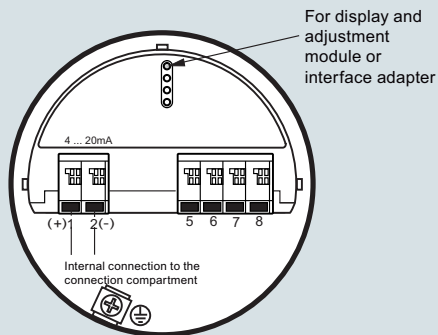 For display and
adjustment
module or
interface adapter
4 ... 20mA
(+)1 2(-) 5 6 7 8
Internal connection to the
connection compartment